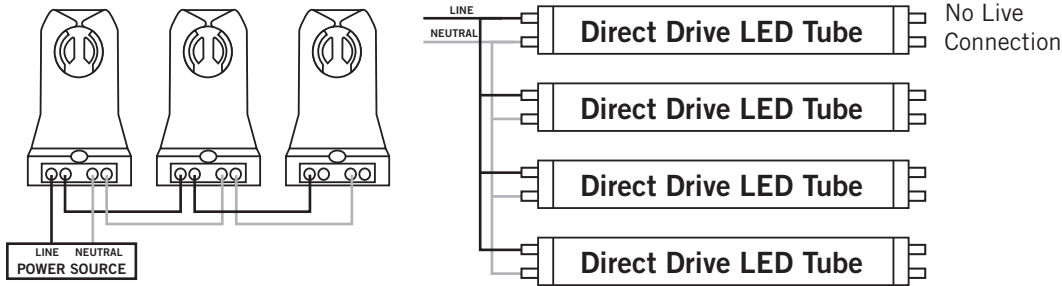 LINE NEUTRAL
POWER SOURCE
LINE
NEUTRAL
Direct Drive LED Tube
No Live
Connection
Direct Drive LED Tube
Direct Drive LED Tube
Direct Drive LED Tube